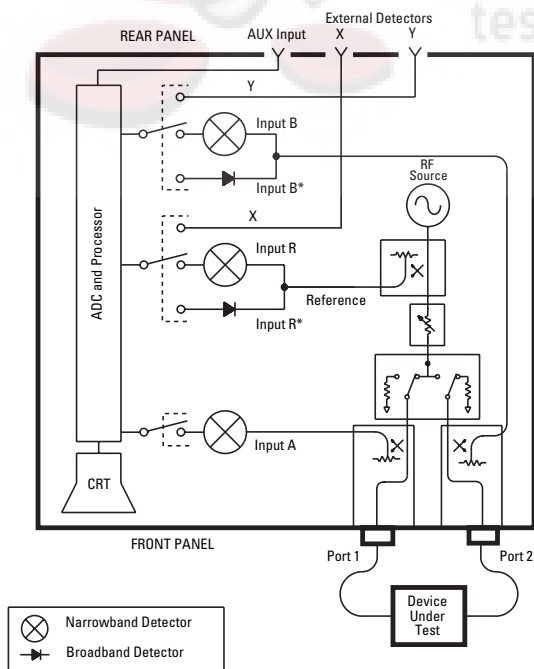 tes
External Detectors
REAR PANEL
AUX Input
X
Y
Y
Input B
Input B*
RF
Source
X
Input R
Reference
Input R*
ADC and Processor
Input A
CRT
FRONT PANEL
Port 1
Port 2
Device
Under
Test
Narrowband Detector
Broadband Detector